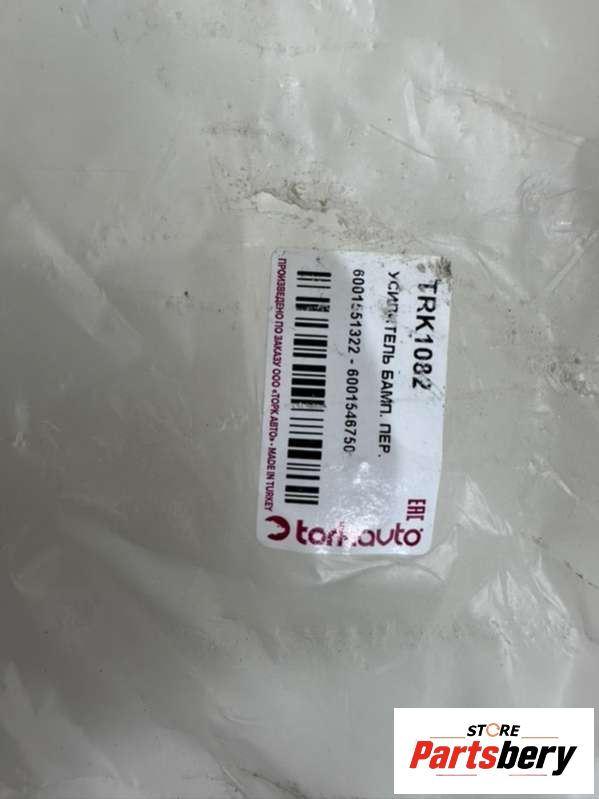 TRK1082
УСИЛИТЕЛЬ БАМП. ПЕР.
6001551322 - 6001546750
ПРОИЗВЕДЕНО ПО ЗАКАЗУ ООО «ТОРК АВТО» - MADE IN TURKEY
EAC
torkauto
STORE
Partsbery